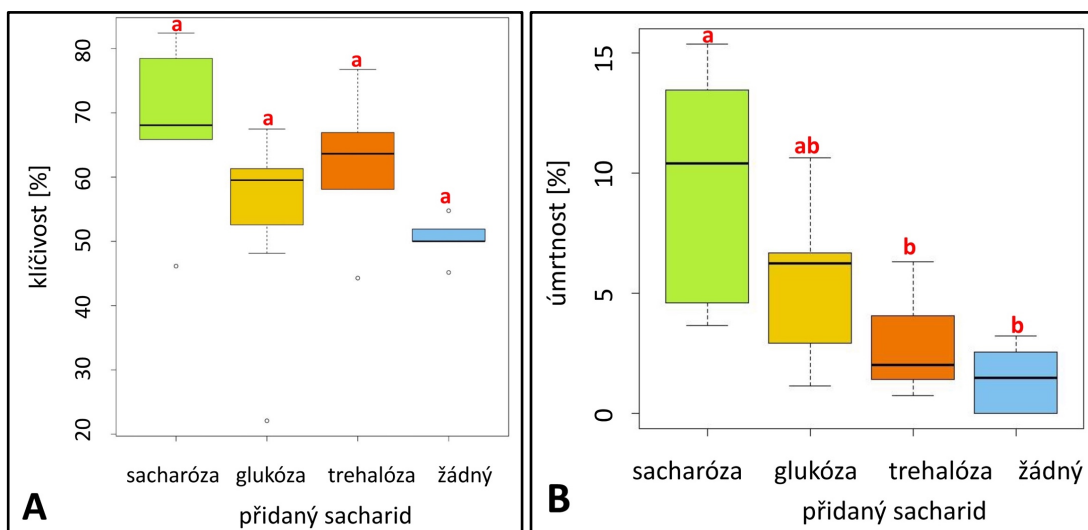 a
a
a
a
80
70
60
50
40
30
20
klíčivost [%]
sacharóza glukóza trehalóza žádný
přidaný sacharid
A
a
ab
b
b
15
10
5
0
úmrtnost [%]
sacharóza glukóza trehalóza žádný
přidaný sacharid
B